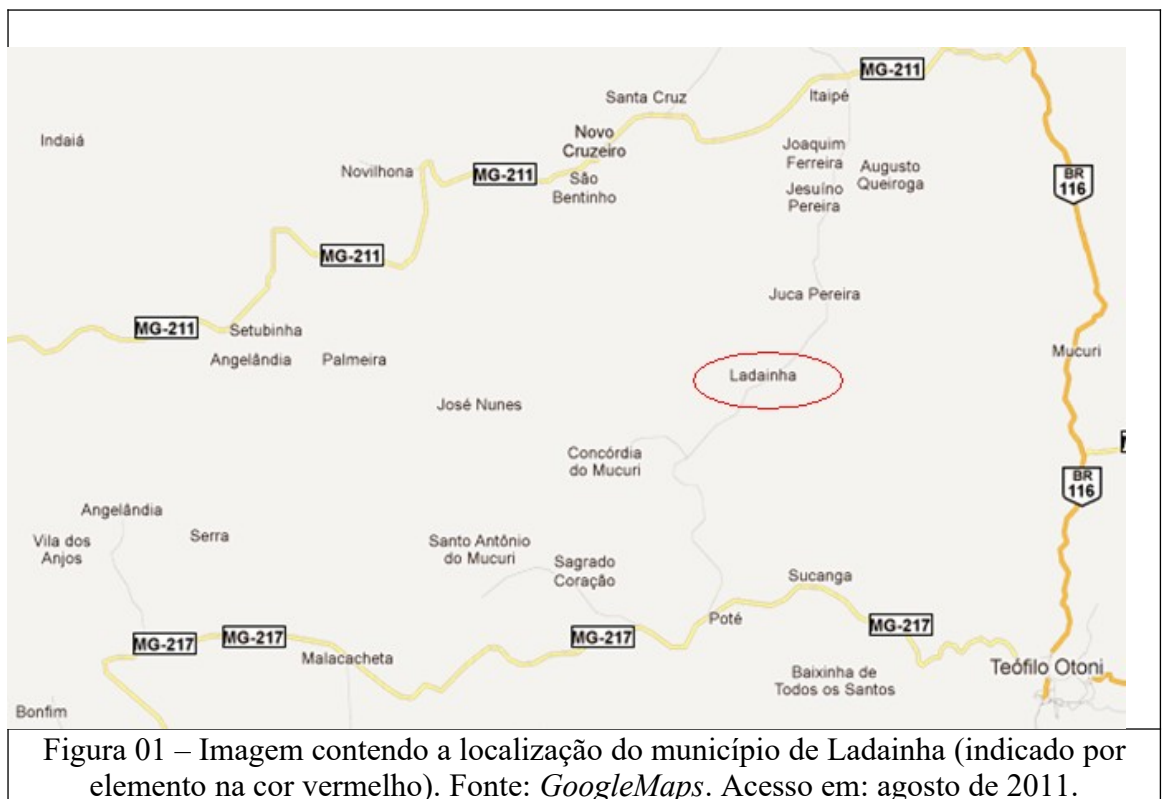 MG-211
Santa Cruz
Itaipé
Indaiá
Novo
Cruzeiro
Joaquim
Ferreira
Augusto
Queiroga
Novilhona
MG-211
São
Bentinho
Jesuíno
Pereira
BR
116
MG-211
Juca Pereira
MG-211
Setubinha
Angelândia
Palmeira
Mucuri
Ladainha
José Nunes
Concórdia
do Mucuri
BR
116
Angelândia
Serra
Vila dos
Anjos
Santo Antônio
do Mucuri
Sagrado
Coração
Sucanga
Poté
MG-217
MG-217
MG-217
MG-217
Malacacheta
Baixinha de
Todos os Santos
Teófilo Otoni
Bonfim
Figura 01 – Imagem contendo a localização do município de Ladainha (indicado por
elemento na cor vermelho). Fonte: GoogleMaps. Acesso em: agosto de 2011.